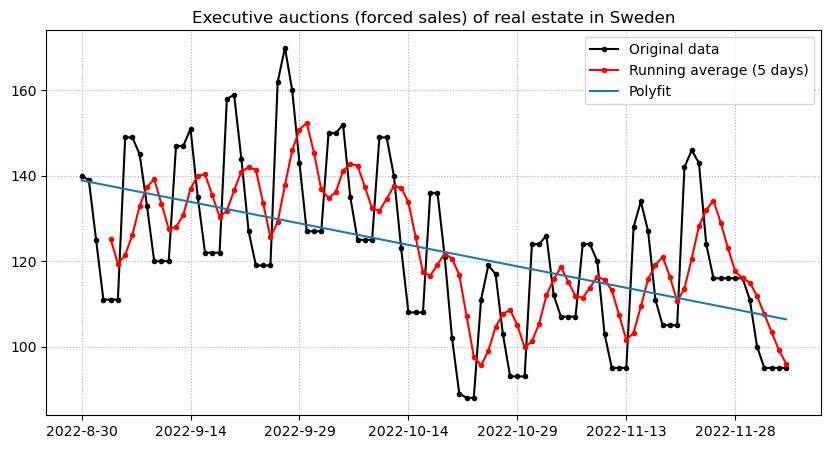 Executive auctions (forced sales) of real estate in Sweden
Original data
Running average (5 days)
Polyfit
160
140
120
100
2022-8-30 2022-9-14 2022-9-29 2022-10-14 2022-10-29 2022-11-13 2022-11-28